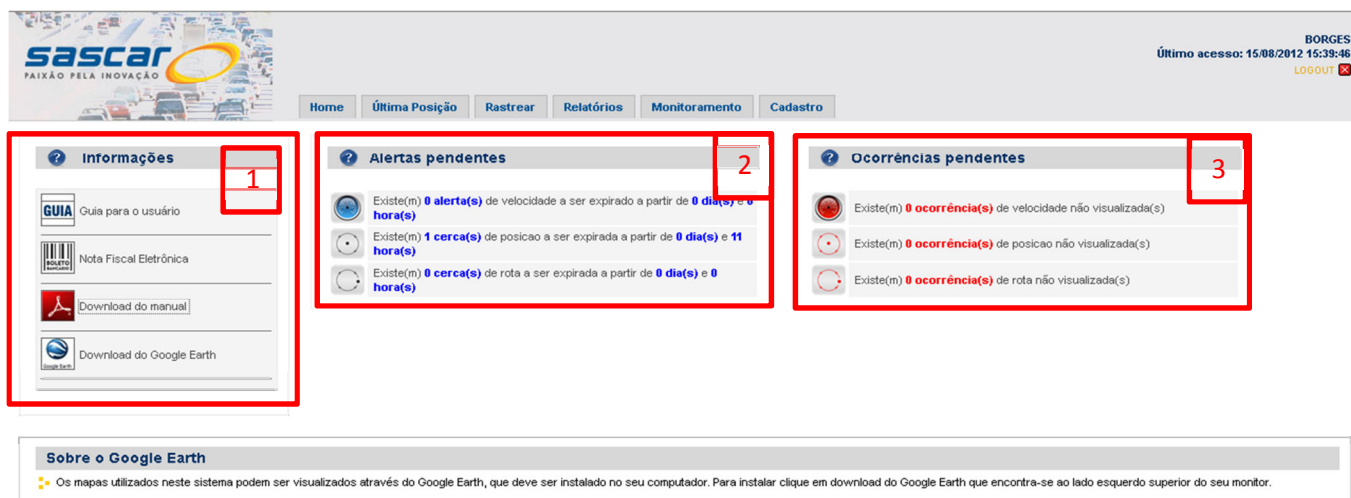 sascar
PAIXÃO PELA INOVAÇÃO
BORGES
Último acesso: 15/08/2012 15:39:46
LOGOUT
Home Última Posição Rastrear Relatórios Monitoramento Cadastro
Informações
1
GUIA Guia para o usuário
BOLETO BANCÁRIO Nota Fiscal Eletrônica
Download do manual
Google Earth Download do Google Earth
Alertas pendentes
2
Existe(m) 0 alerta(s) de velocidade a ser expirado a partir de 0 dia(s) e 0
hora(s)
Existe(m) 1 cerca(s) de posicao a ser expirada a partir de 0 dia(s) e 11
hora(s)
Existe(m) 0 cerca(s) de rota a ser expirada a partir de 0 dia(s) e 0
hora(s)
Ocorrências pendentes
3
Existe(m) 0 ocorrência(s) de velocidade não visualizada(s)
Existe(m) 0 ocorrência(s) de posicao não visualizada(s)
Existe(m) 0 ocorrência(s) de rota não visualizada(s)
Sobre o Google Earth
Os mapas utilizados neste sistema podem ser visualizados através do Google Earth, que deve ser instalado no seu computador. Para instalar clique em download do Google Earth que encontra-se ao lado esquerdo superior do seu monitor.